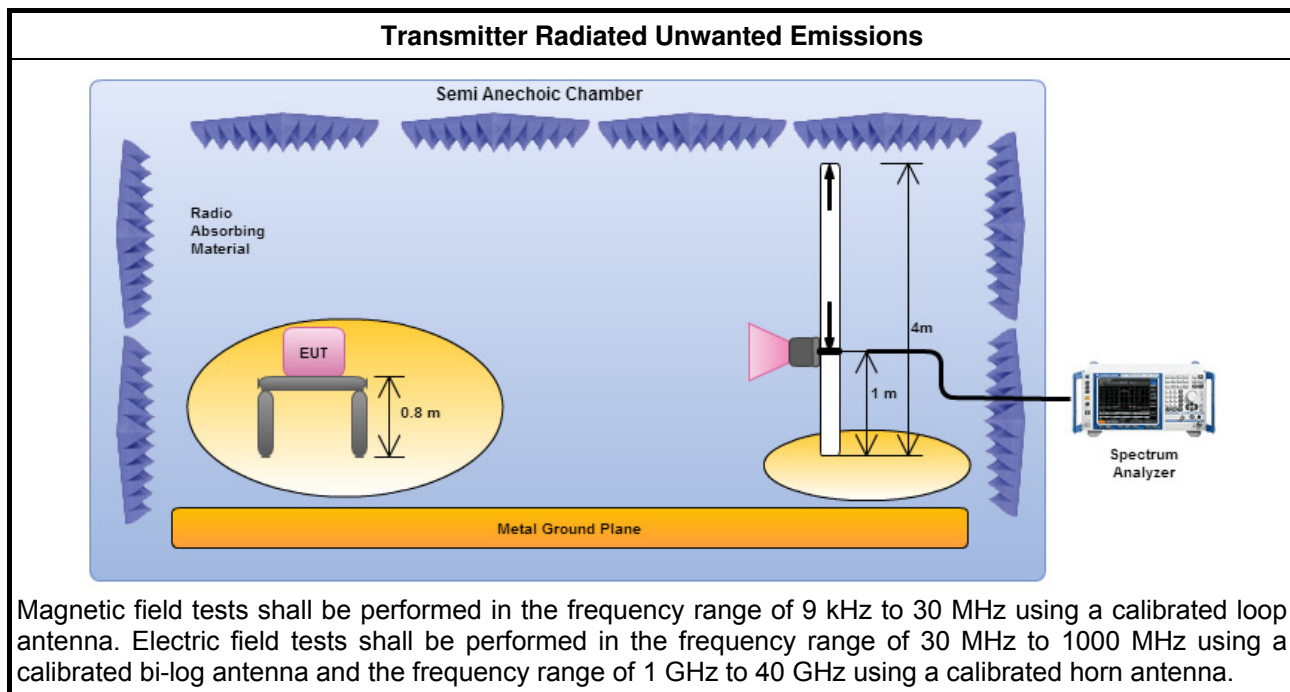 Transmitter Radiated Unwanted Emissions
Semi Anechoic Chamber
Radio
Absorbing
Material
EUT
0.8 m
4m
1 m
Spectrum
Analyzer
Metal Ground Plane
Magnetic field tests shall be performed in the frequency range of 9 kHz to 30 MHz using a calibrated loop
antenna. Electric field tests shall be performed in the frequency range of 30 MHz to 1000 MHz using a
calibrated bi-log antenna and the frequency range of 1 GHz to 40 GHz using a calibrated horn antenna.